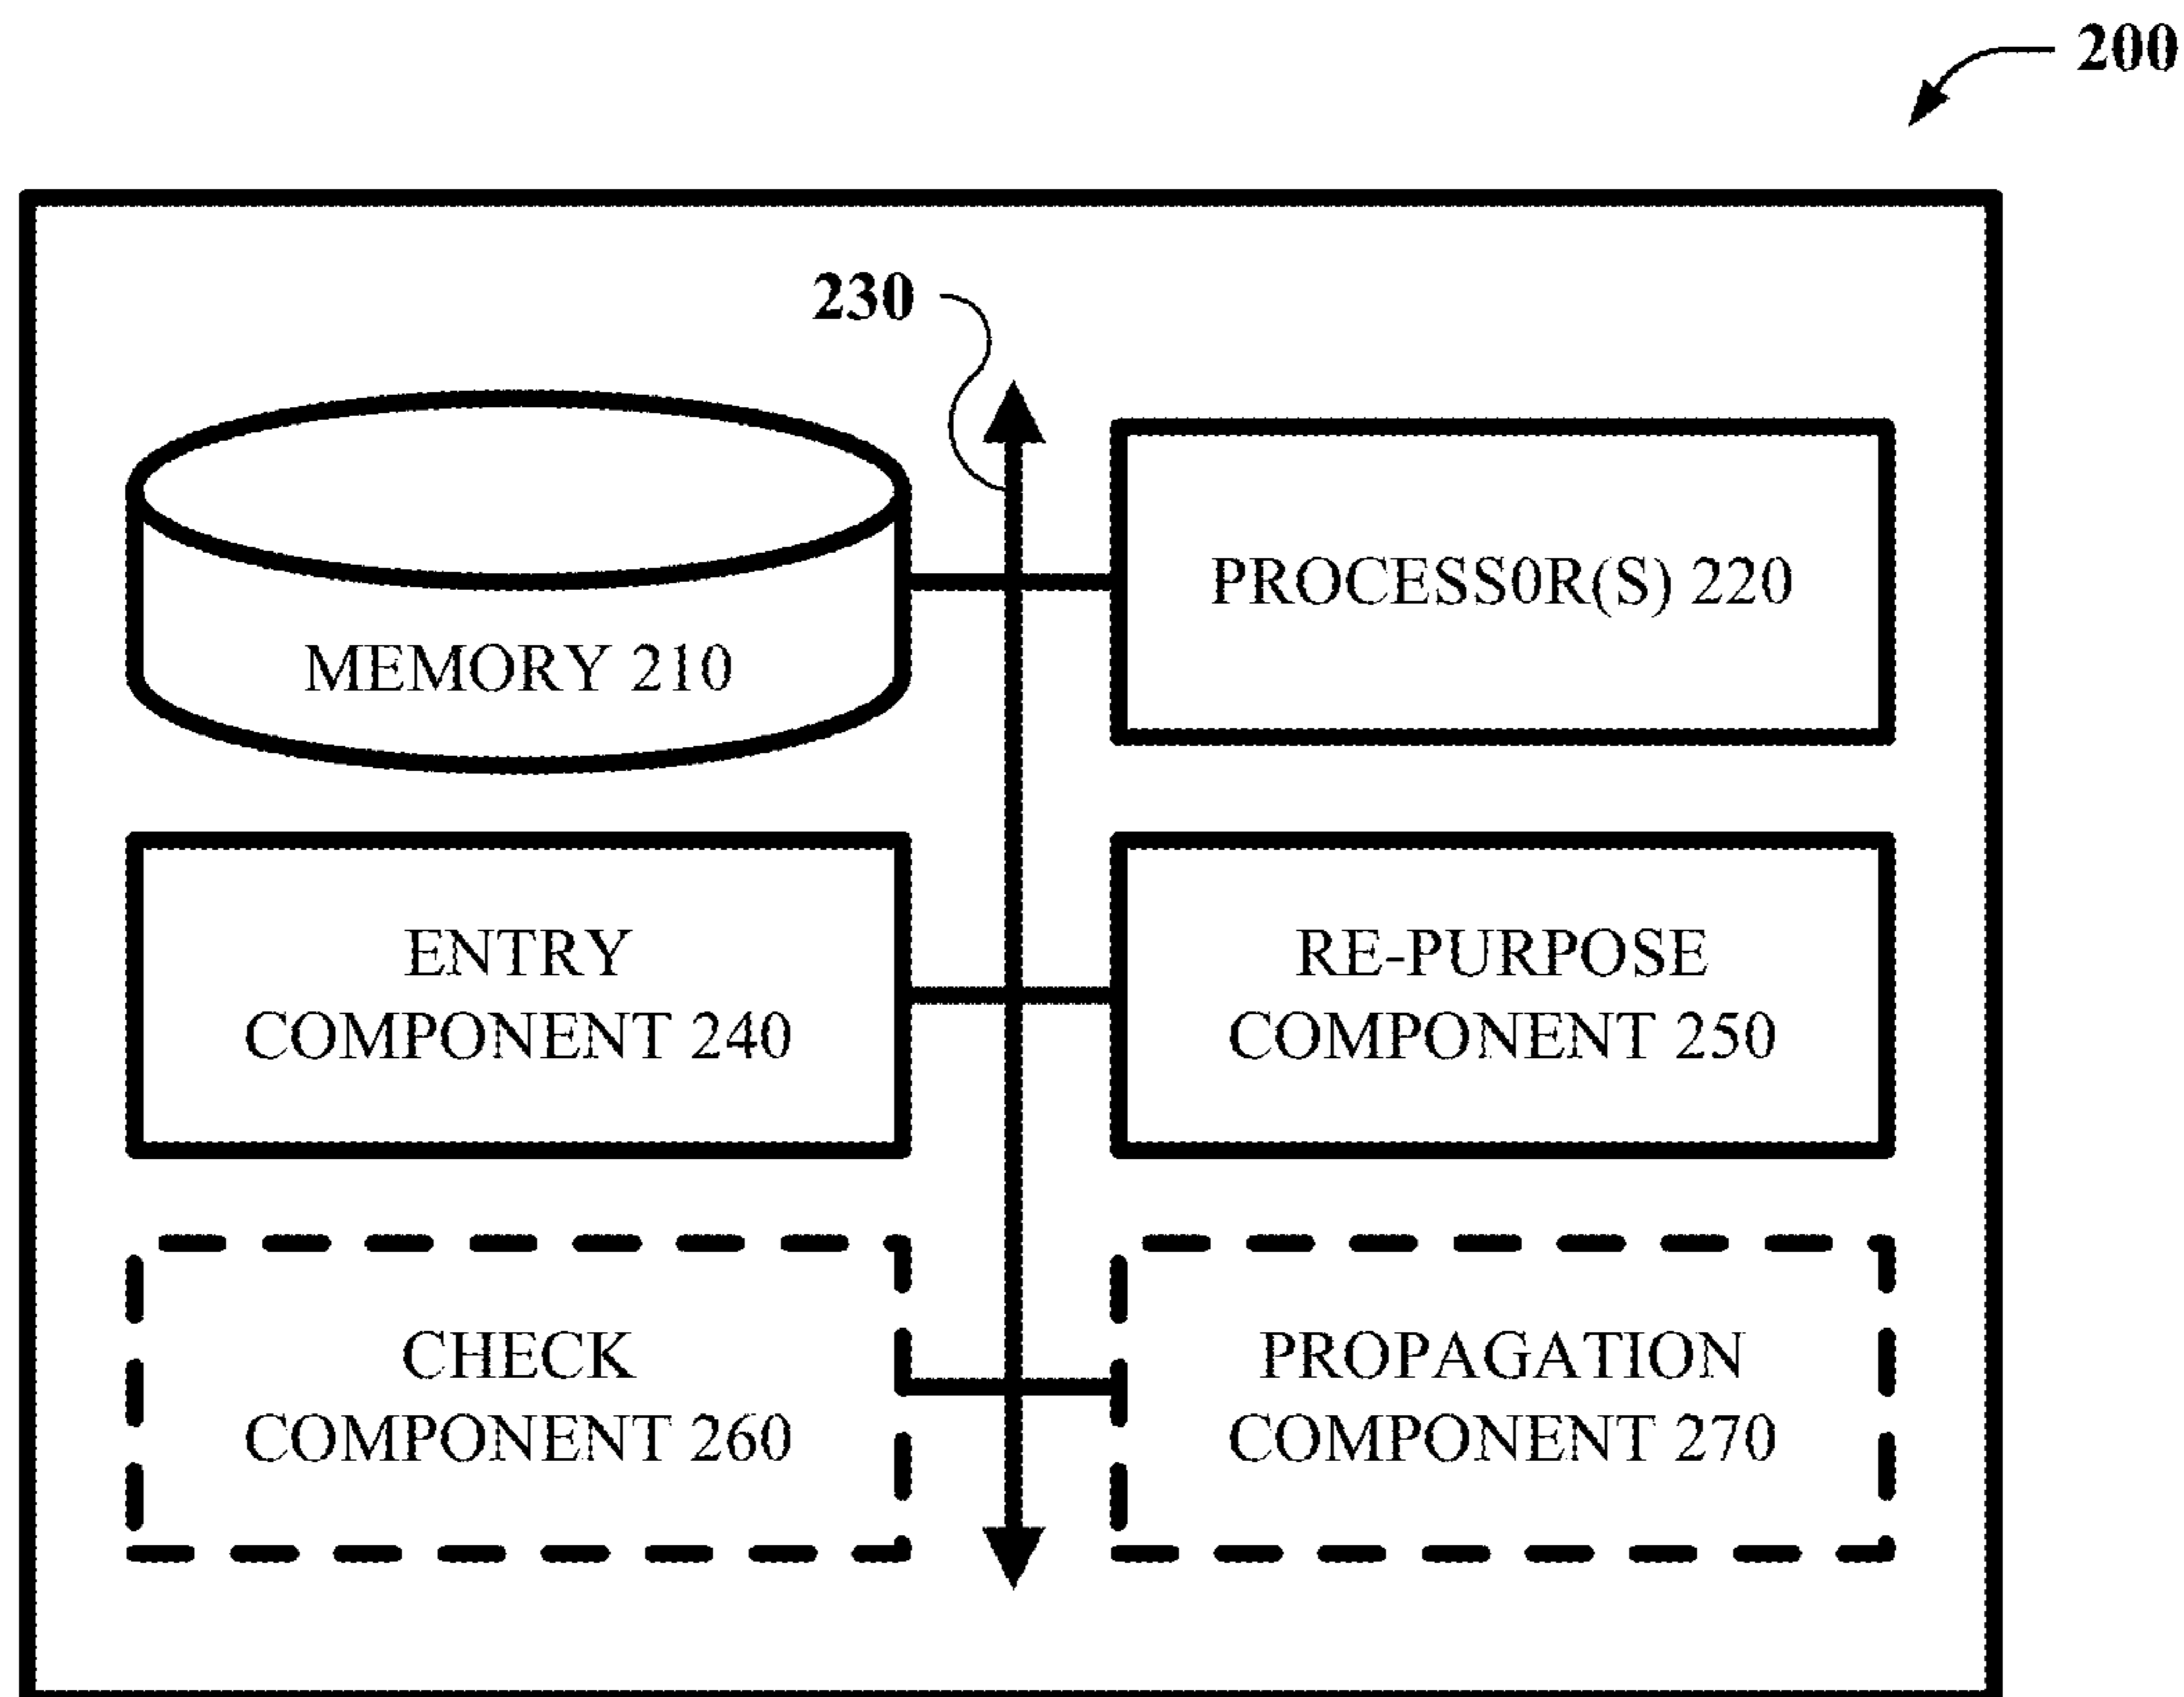 200
230
MEMORY 210
PROCESS0R(S) 220
ENTRY
COMPONENT 240
RE-PURPOSE
COMPONENT 250
CHECK
COMPONENT 260
PROPAGATION
COMPONENT 270